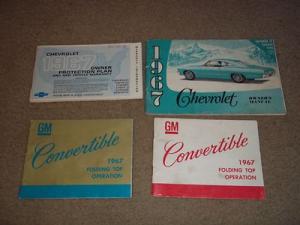 CHEVROLET
1967
OWNER
PROTECTION PLAN
1967
Chevrolet
OWNER'S
MANUAL
GM
Convertible
1967
FOLDING TOP
OPERATION
GM
Convertible
1967
FOLDING TOP
OPERATION